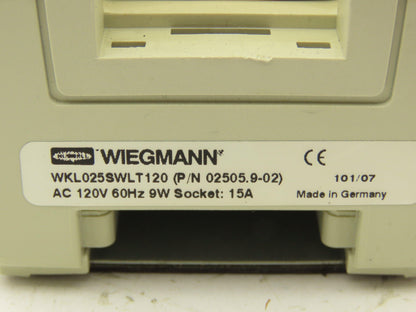 WIEGMANN
CE
WKL025SWLT120 (P/N 02505.9-02) 101/07
AC 120V 60Hz 9W Socket: 15A Made in Germany